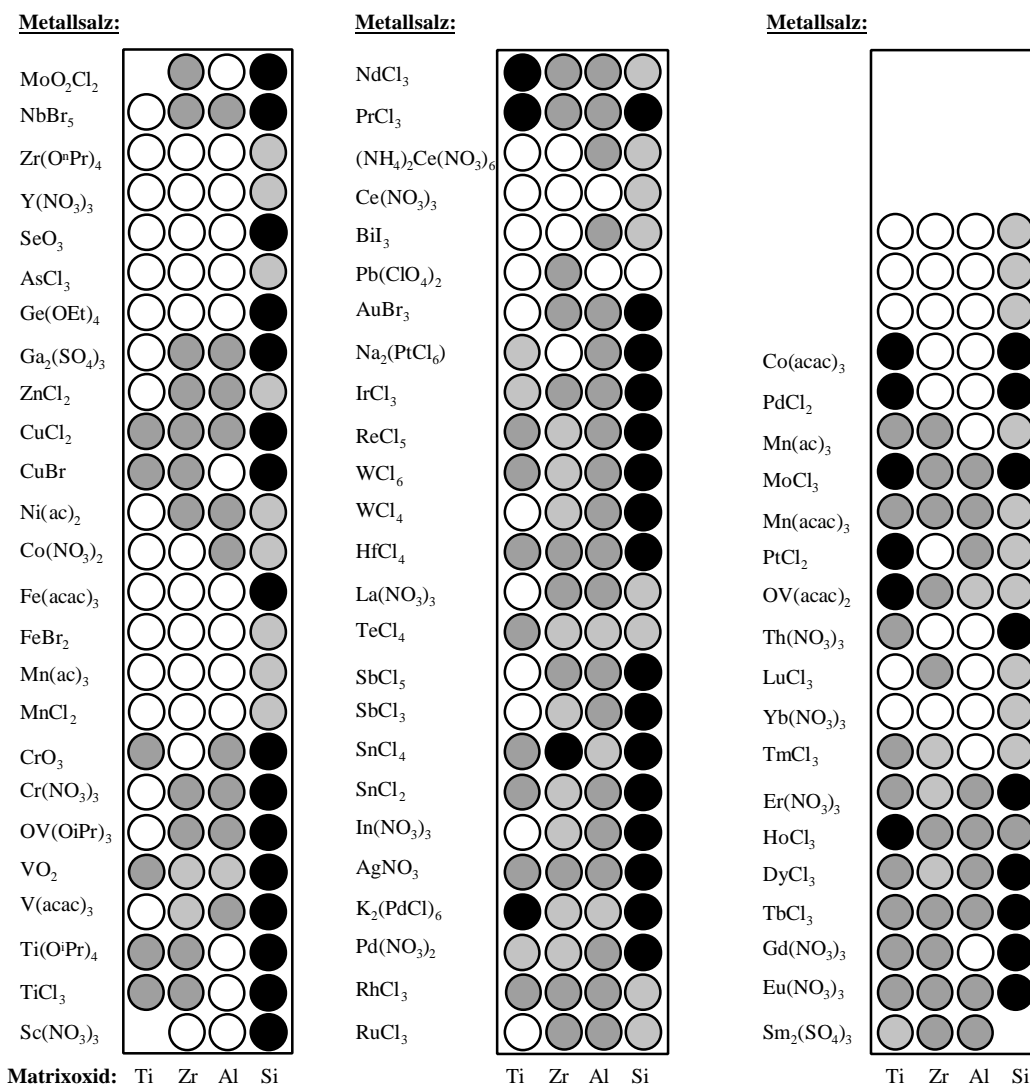 Metallsalz:
MoO₂Cl₂
NbBr₅
Zr(OⁿPr)₄
Y(NO₃)₃
SeO₃
AsCl₃
Ge(OEt)₄
Ga₂(SO₄)₃
ZnCl₂
CuCl₂
CuBr
Ni(ac)₂
Co(NO₃)₂
Fe(acac)₃
FeBr₂
Mn(ac)₃
MnCl₂
CrO₃
Cr(NO₃)₃
OV(OiPr)₃
VO₂
V(acac)₃
Ti(OⁱPr)₄
TiCl₃
Sc(NO₃)₃
Matrixoxid: Ti Zr Al Si
Metallsalz:
NdCl₃
PrCl₃
(NH₄)₂Ce(NO₃)₆
Ce(NO₃)₃
BiI₃
Pb(ClO₄)₂
AuBr₃
Na₂(PtCl₆)
IrCl₃
ReCl₅
WCl₆
WCl₄
HfCl₄
La(NO₃)₃
TeCl₄
SbCl₅
SbCl₃
SnCl₄
SnCl₂
In(NO₃)₃
AgNO₃
K₂(PdCl)₆
Pd(NO₃)₂
RhCl₃
RuCl₃
Ti Zr Al Si
Metallsalz:
Co(acac)₃
PdCl₂
Mn(ac)₃
MoCl₃
Mn(acac)₃
PtCl₂
OV(acac)₂
Th(NO₃)₃
LuCl₃
Yb(NO₃)₃
TmCl₃
Er(NO₃)₃
HoCl₃
DyCl₃
TbCl₃
Gd(NO₃)₃
Eu(NO₃)₃
Sm₂(SO₄)₃
Ti Zr Al Si